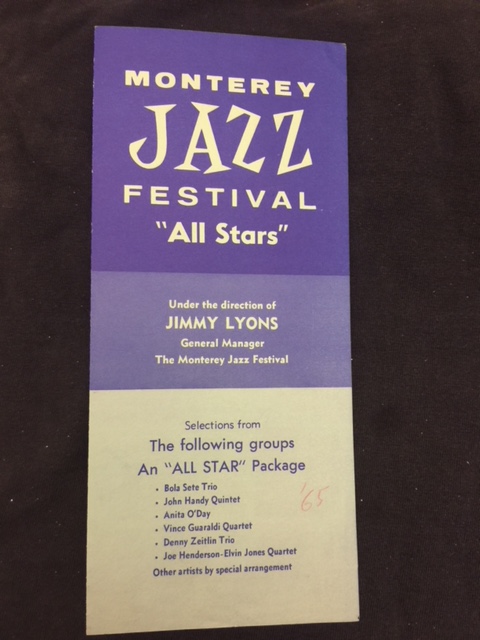 MONTEREY
JAZZ
FESTIVAL
"All Stars"
Under the direction of
JIMMY LYONS
General Manager
The Monterey Jazz Festival
Selections from
The following groups
An "ALL STAR" Package
• Bola Sete Trio
• John Handy Quintet
• Anita O'Day
• Vince Guaraldi Quartet
• Denny Zeitlin Trio
• Joe Henderson-Elvin Jones Quartet
Other artists by special arrangement
'65